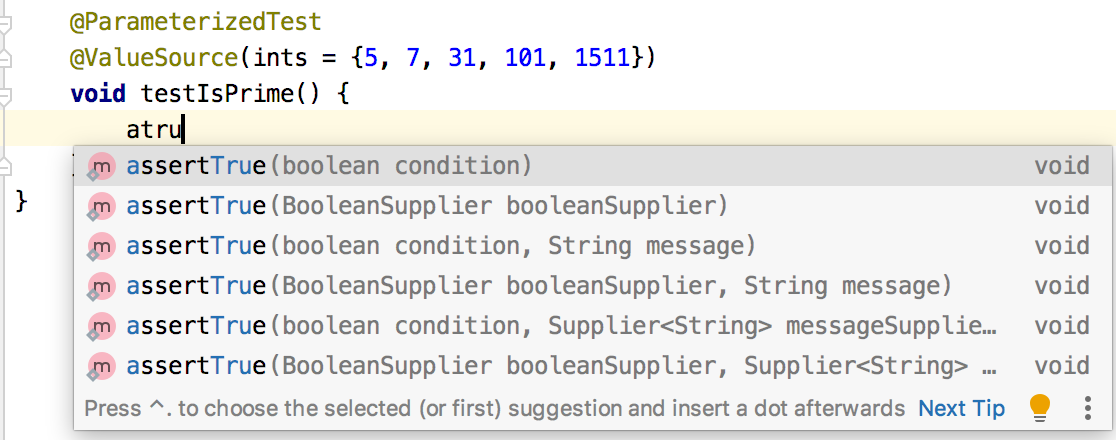 @ParameterizedTest
@ValueSource(ints = {5, 7, 31, 101, 1511})
void testIsPrime() {
atru
m assertTrue(boolean condition) void
m assertTrue(BooleanSupplier booleanSupplier) void
m assertTrue(boolean condition, String message) void
m assertTrue(BooleanSupplier booleanSupplier, String message) void
m assertTrue(boolean condition, Supplier<String> messageSupplie… void
m assertTrue(BooleanSupplier booleanSupplier, Supplier<String> … void
}
Press ^. to choose the selected (or first) suggestion and insert a dot afterwards Next Tip